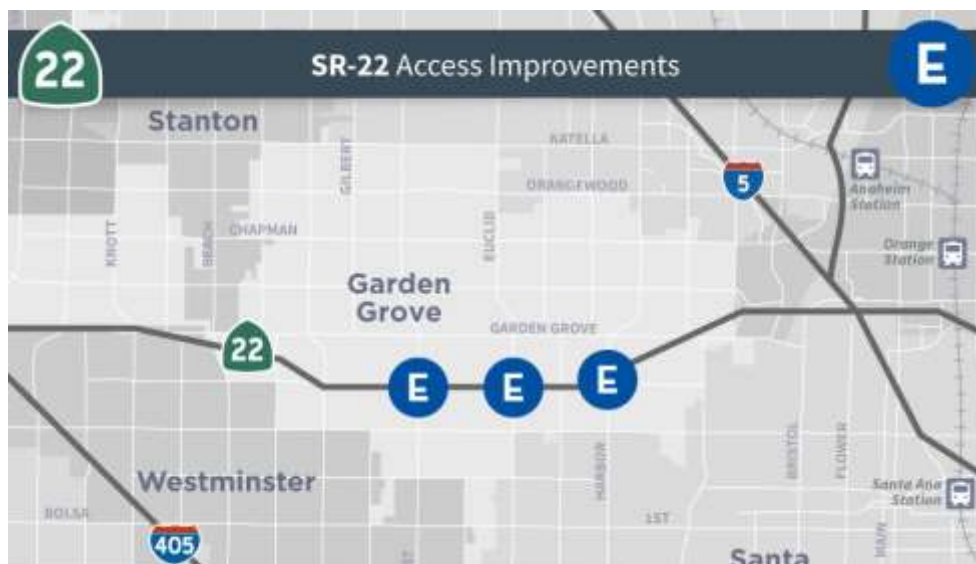 22
SR-22 Access Improvements
E
Stanton
KATELLA
GILBERT
5
ORANGEWOOD
Anaheim
Station
KNOTT
BEACH
CHAPMAN
EUCLID
Orange
Station
Garden
Grove
GARDEN GROVE
22
E
E
E
HARBOR
BRISTOL
FLOWER
Westminster
Santa Ana
Station
BOLSA
1ST
MAIN
405
Santa